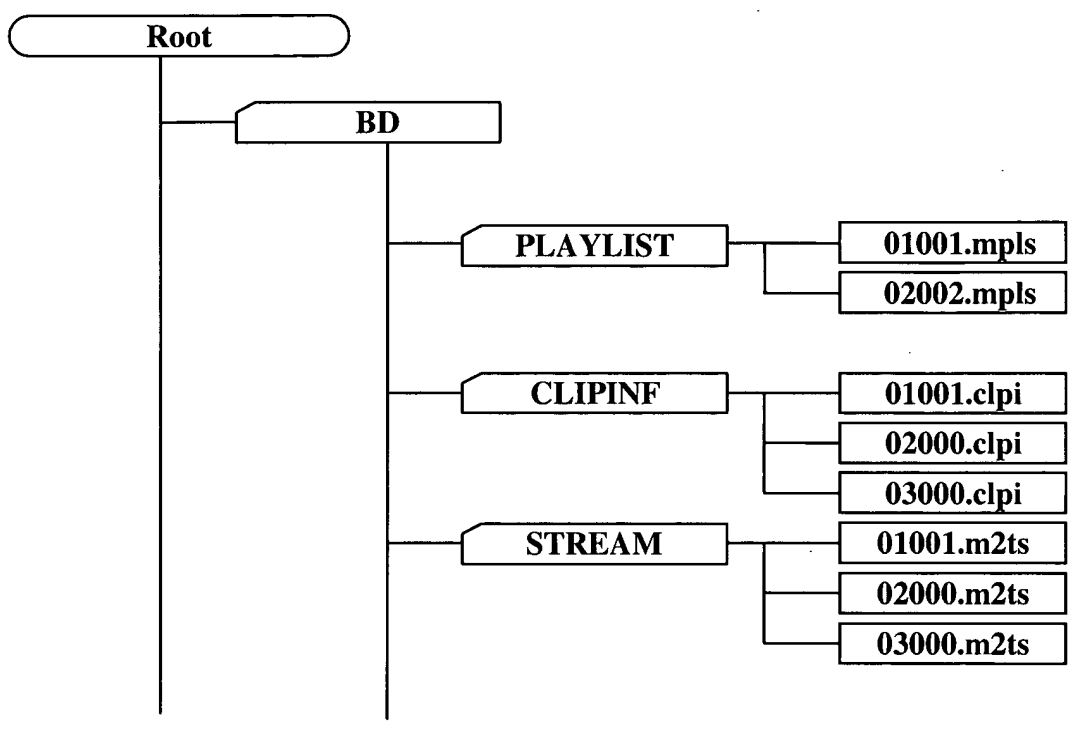 Root
BD
PLAYLIST
01001.mpls
02002.mpls
CLIPINF
01001.clpi
02000.clpi
03000.clpi
STREAM
01001.m2ts
02000.m2ts
03000.m2ts